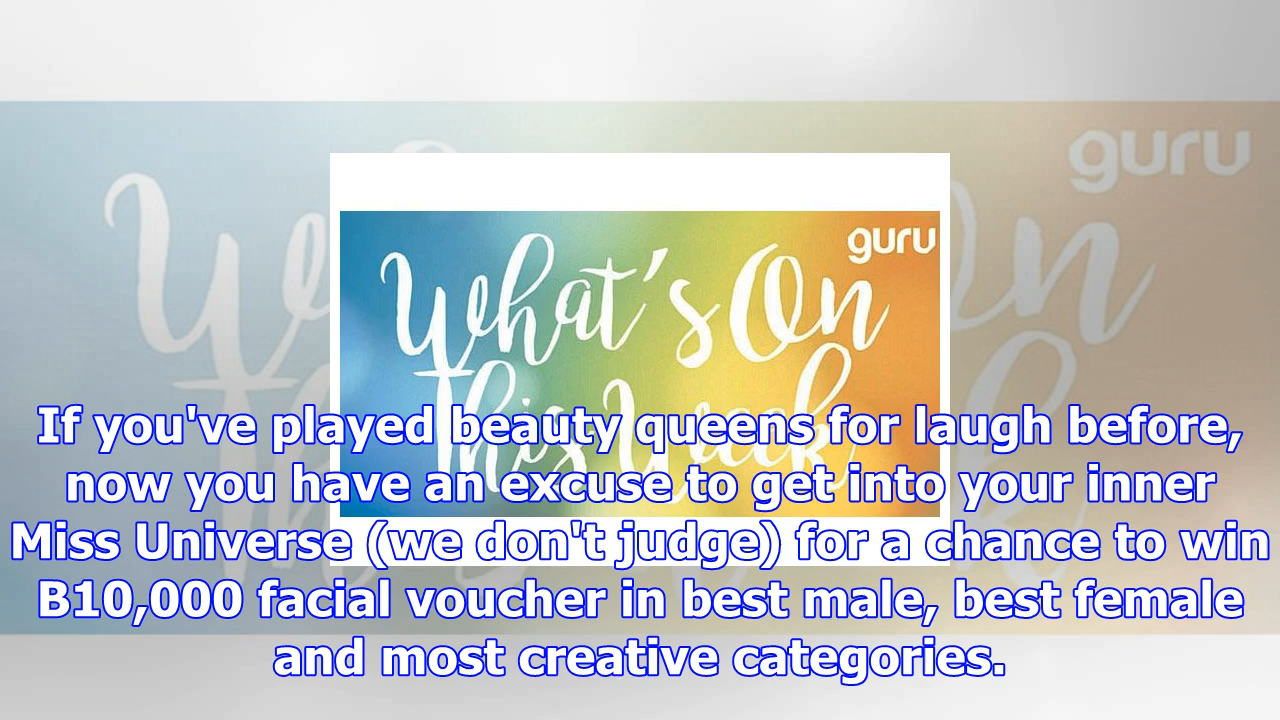 guru
What's On
This Week
If you've played beauty queens for laugh before,
now you have an excuse to get into your inner
Miss Universe (we don't judge) for a chance to win
B10,000 facial voucher in best male, best female
and most creative categories.